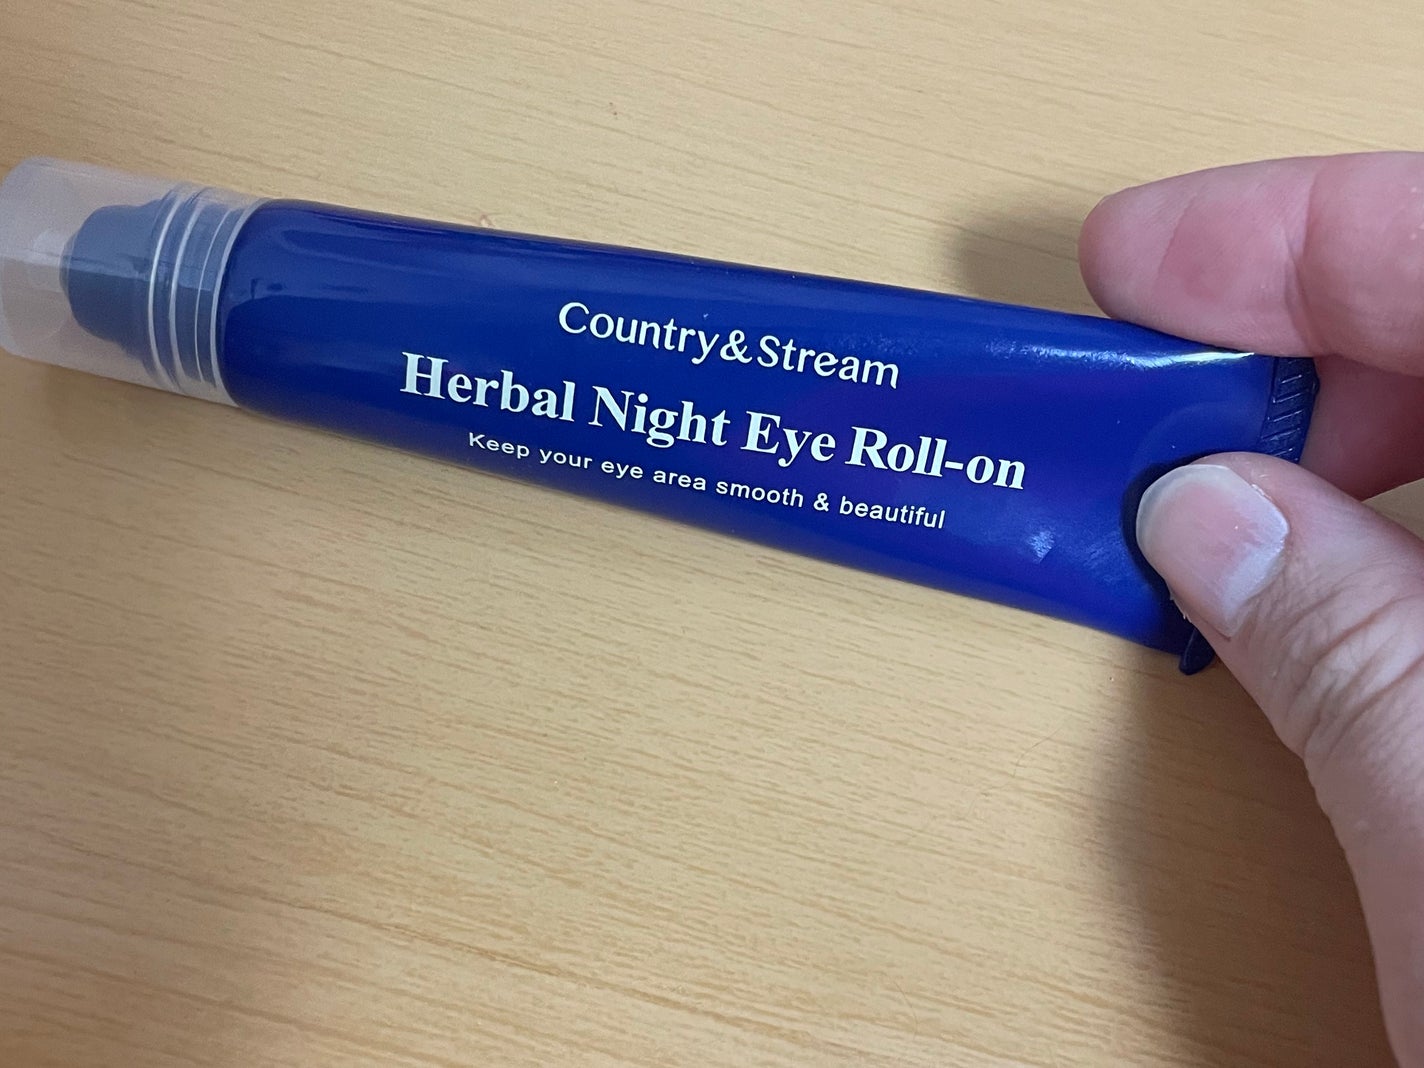 Country&Stream
Herbal Night Eye Roll-on
Keep your eye area smooth & beautiful